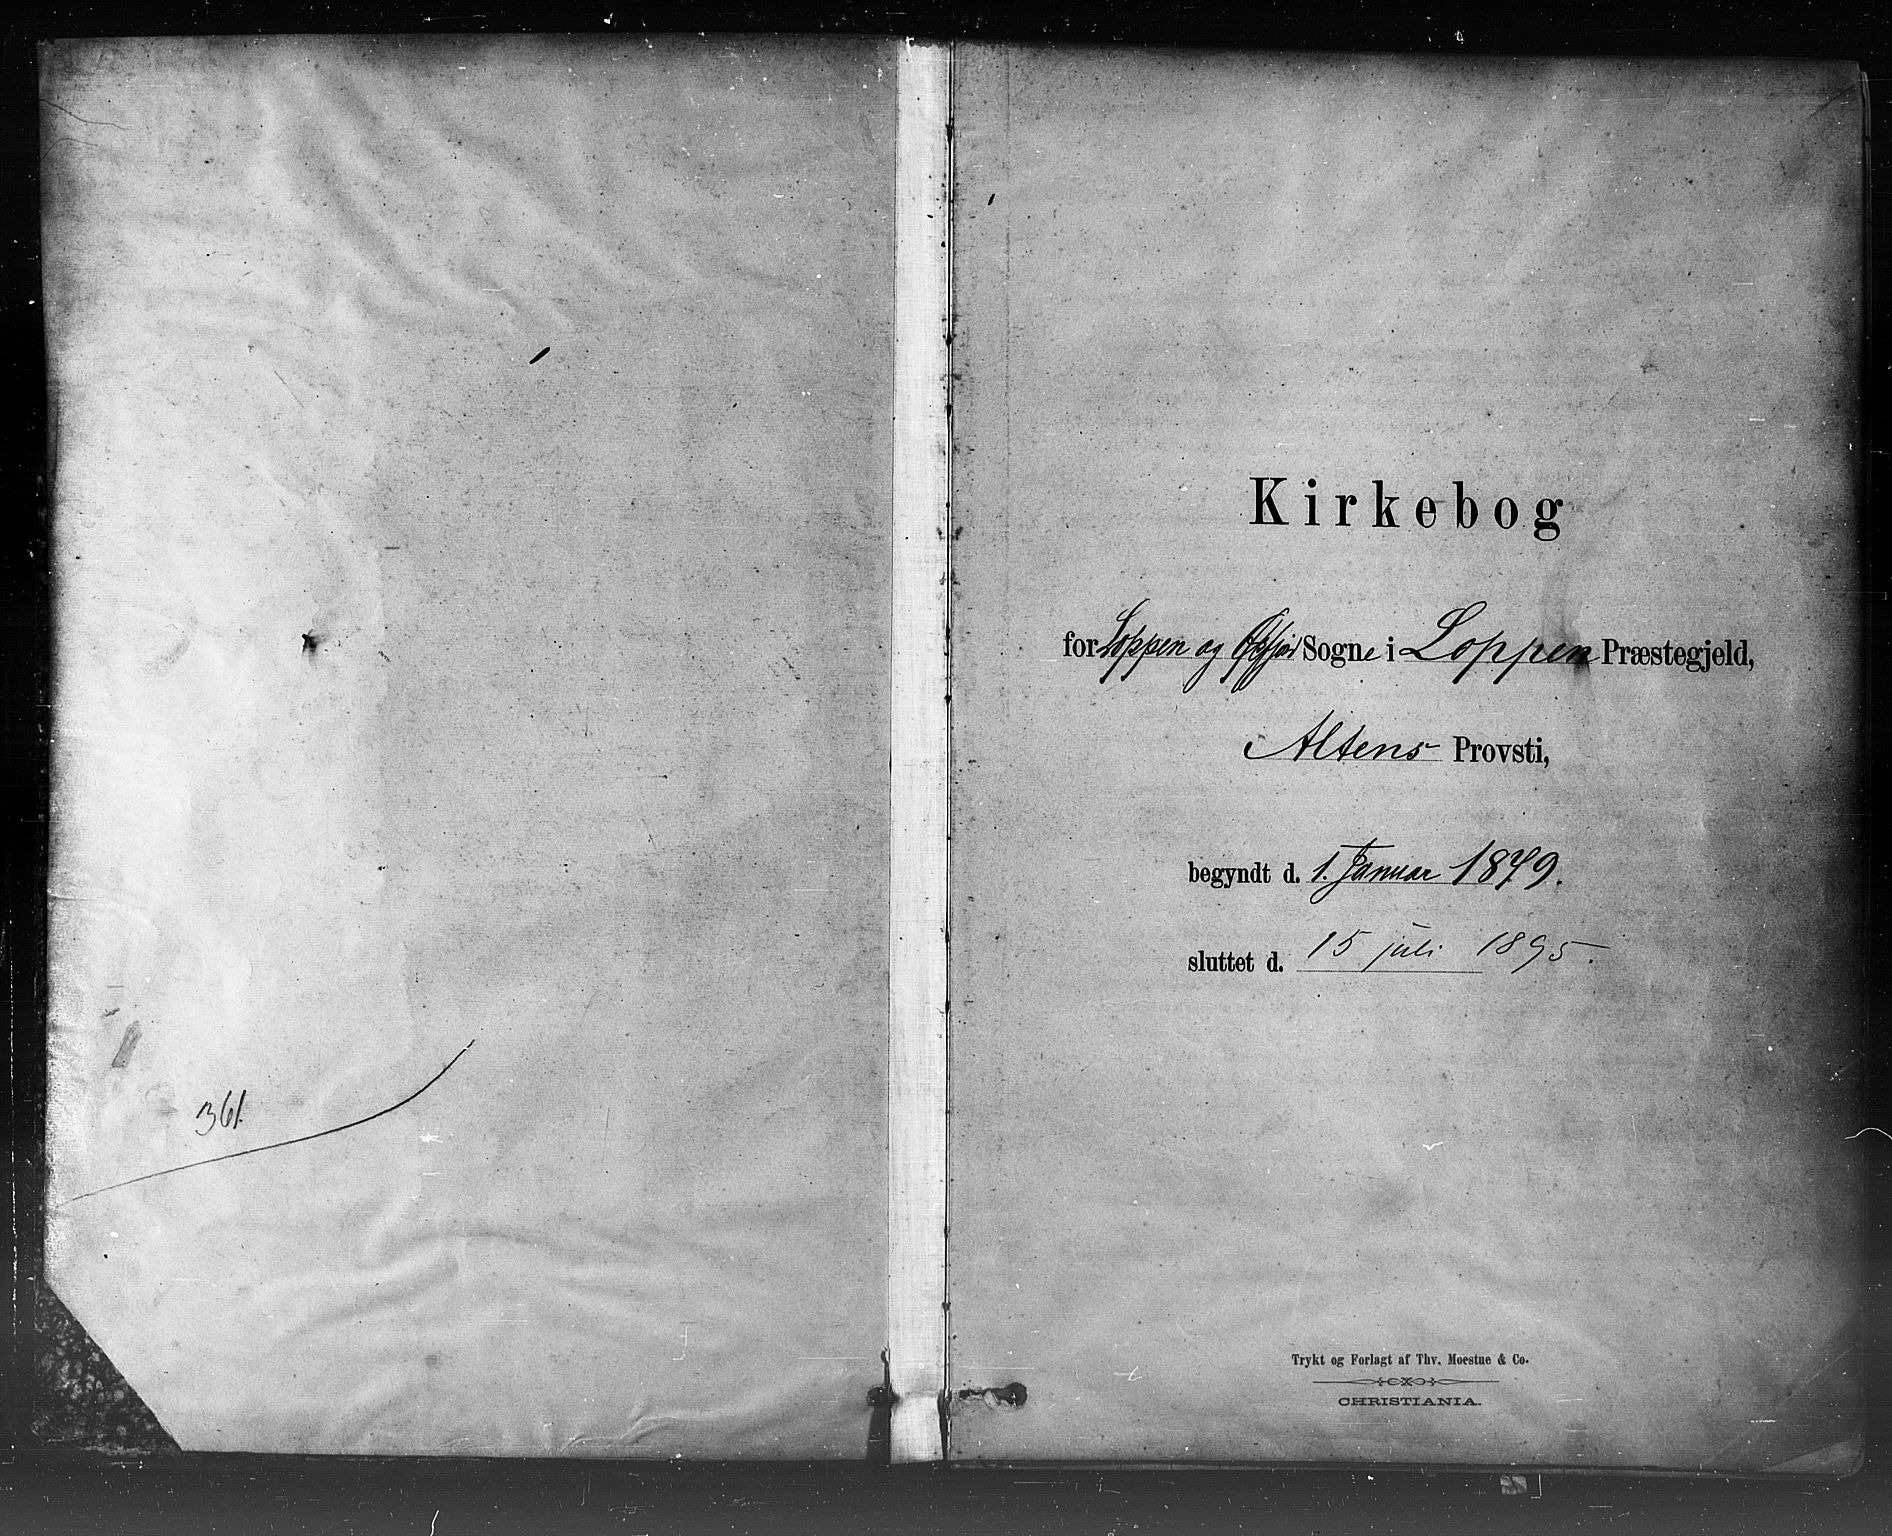 361.
Kirkebog
for Loppen og Øxfjord Sogne i Loppen Præstegjeld,
Altens Provsti,
begyndt d. 1. Januar 1879.
sluttet d. 15 juli 1895.
Trykt og Forlagt af Thv. Moestue & Co.
CHRISTIANIA.